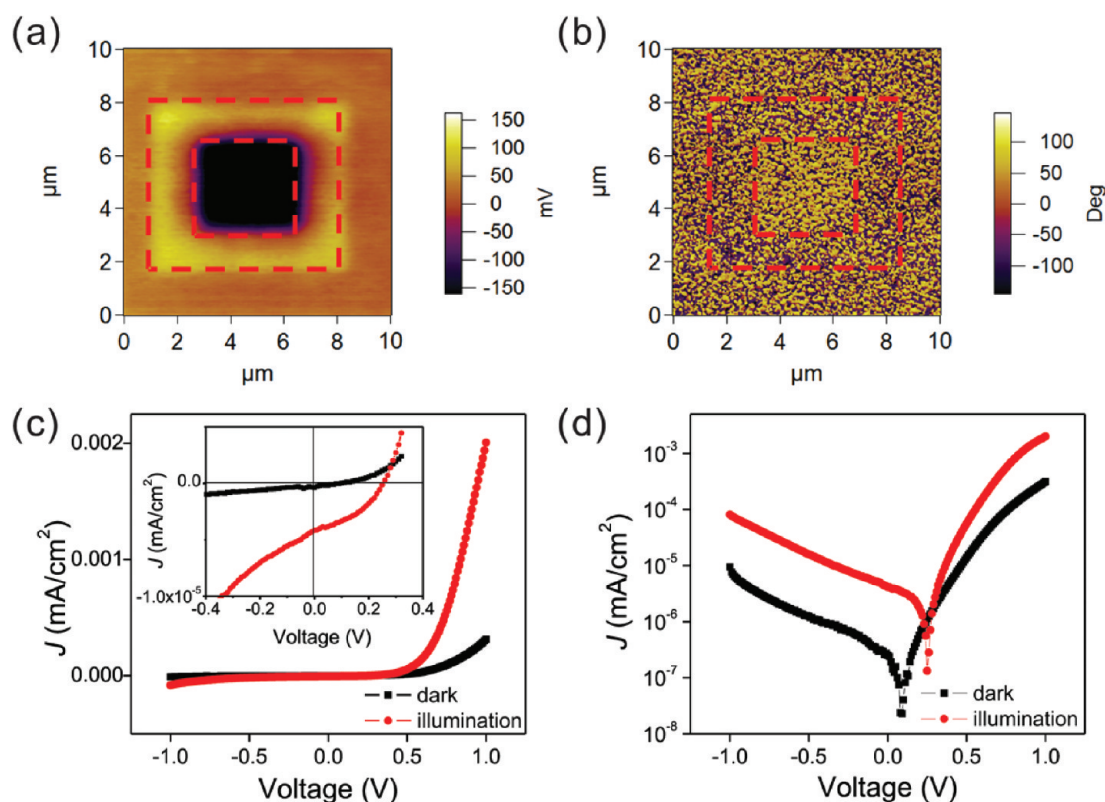 (a)
10
8
6
4
2
0
μm
0 2 4 6 8 10
μm
150
100
50
0
-50
-100
-150
mV
(b)
10
8
6
4
2
0
μm
0 2 4 6 8 10
μm
100
50
0
-50
-100
Deg
(c)
0.002
0.001
0.000
J (mA/cm²)
-1.0 -0.5 0.0 0.5 1.0
Voltage (V)
0.0
-1.0x10⁻⁵
J (mA/cm²)
-0.4 -0.2 0.0 0.2 0.4
Voltage (V)
dark
illumination
(d)
10⁻³
10⁻⁴
10⁻⁵
10⁻⁶
10⁻⁷
10⁻⁸
J (mA/cm²)
-1.0 -0.5 0.0 0.5 1.0
Voltage (V)
dark
illumination